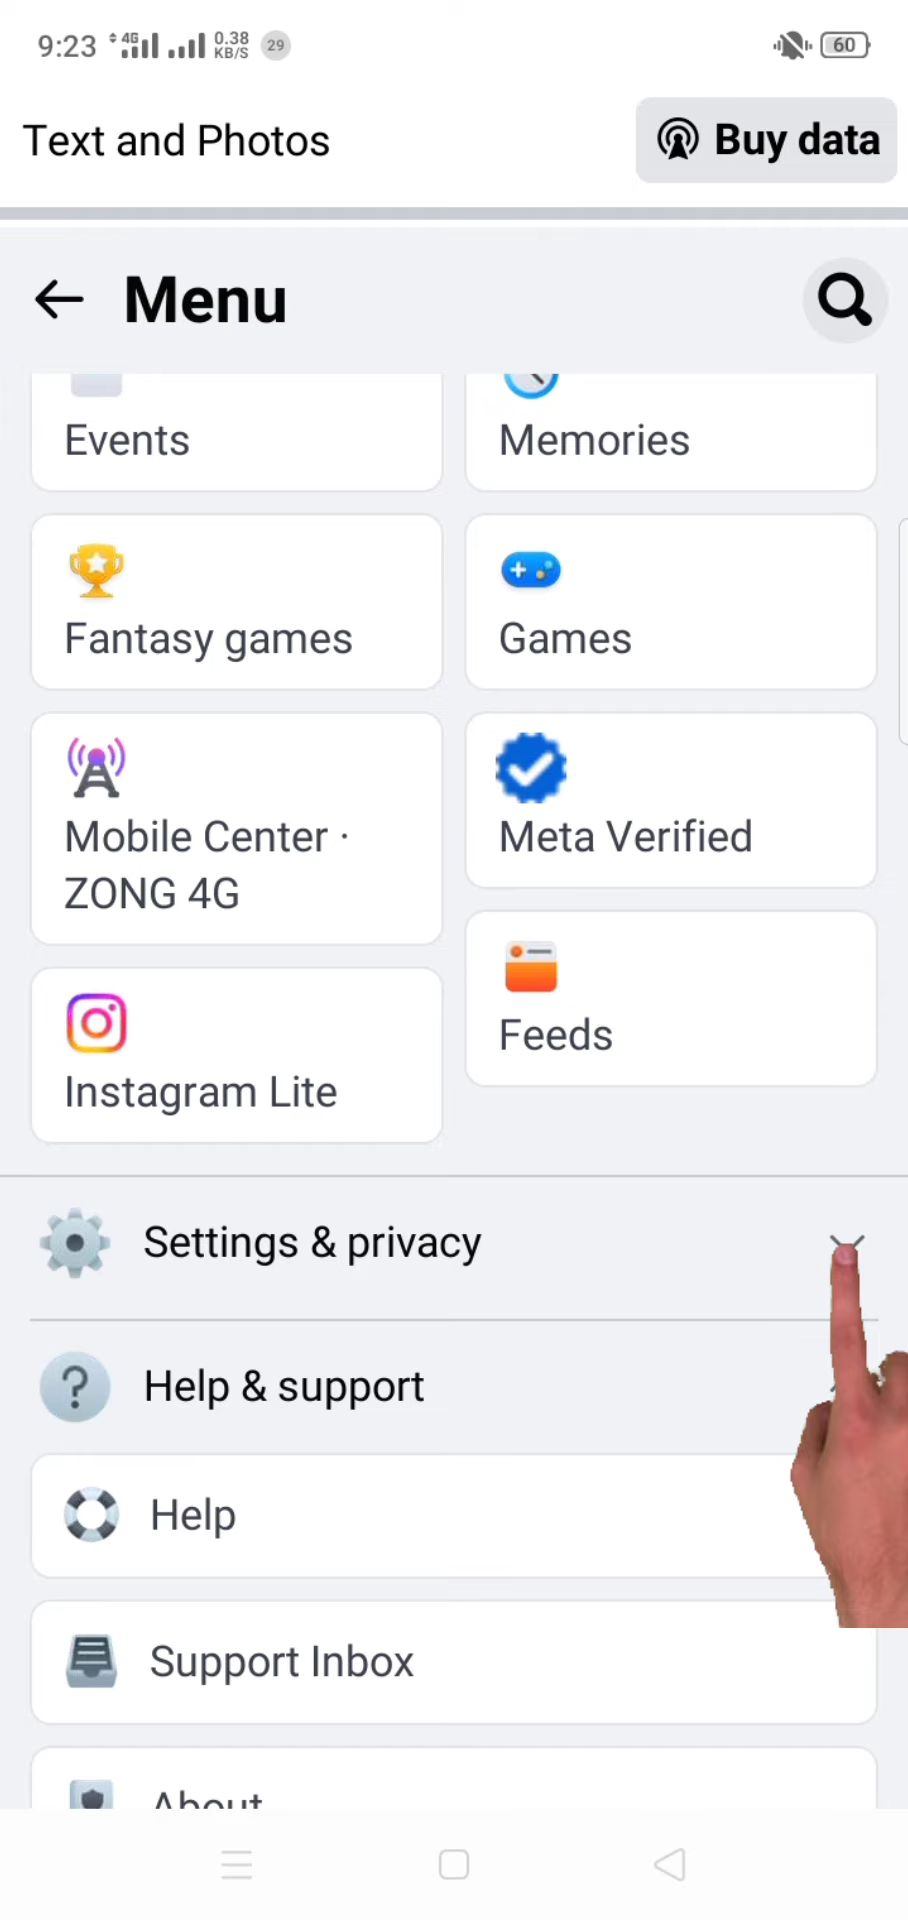 9:23 4G 0.38 KB/S 29 60
Text and Photos
Buy data
Menu
Events
Memories
Fantasy games
Games
Mobile Center ·
ZONG 4G
Meta Verified
Feeds
Instagram Lite
Settings & privacy
Help & support
Help
Support Inbox
About